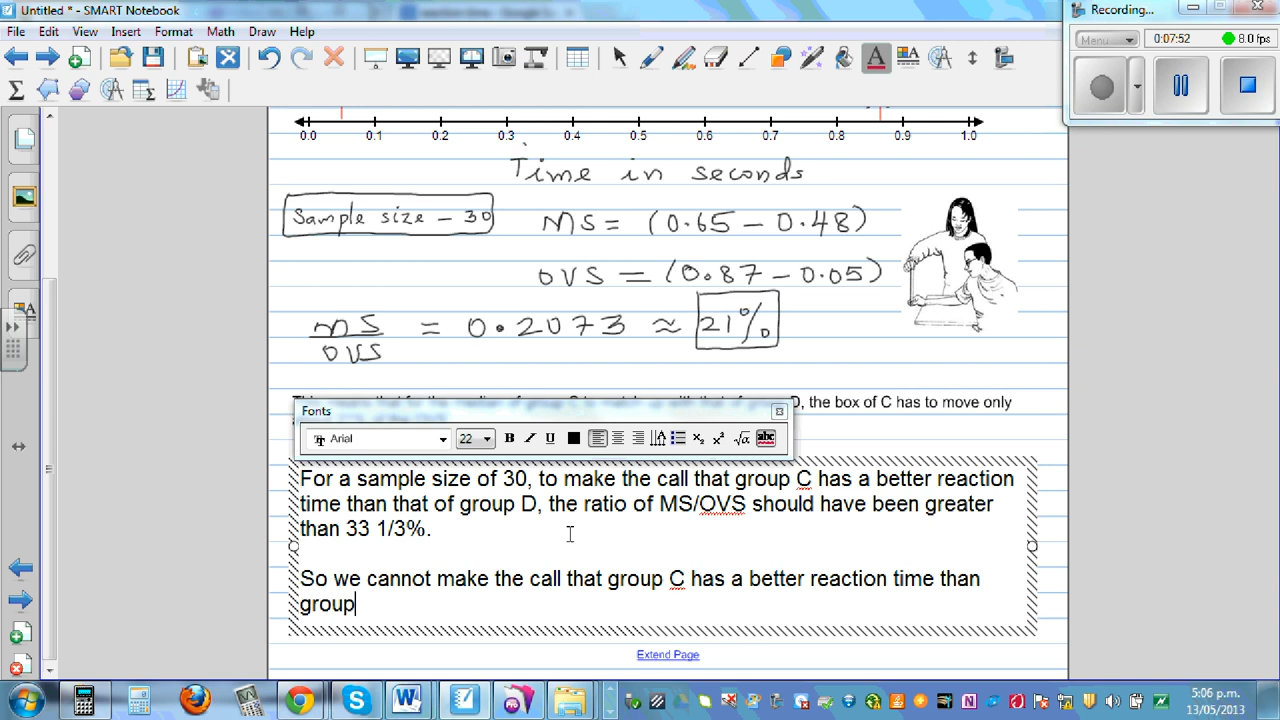 Untitled * - SMART Notebook
Recording...
File Edit View Insert Format Math Draw Help
Menu
0:07:52
8.0 fps
0.0 0.1 0.2 0.3 0.4 0.5 0.6 0.7 0.8 0.9 1.0
Time in seconds
Sample size - 30
MS = (0.65 - 0.48)
OVS = (0.87 - 0.05)
MS
OVS
= 0.2073 ≈ 21%
D, the box of C has to move only
Fonts
Arial
22
For a sample size of 30, to make the call that group C has a better reaction
time than that of group D, the ratio of MS/OVS should have been greater
than 33 1/3%.
So we cannot make the call that group C has a better reaction time than
group
Extend Page
5:06 p.m.
13/05/2013